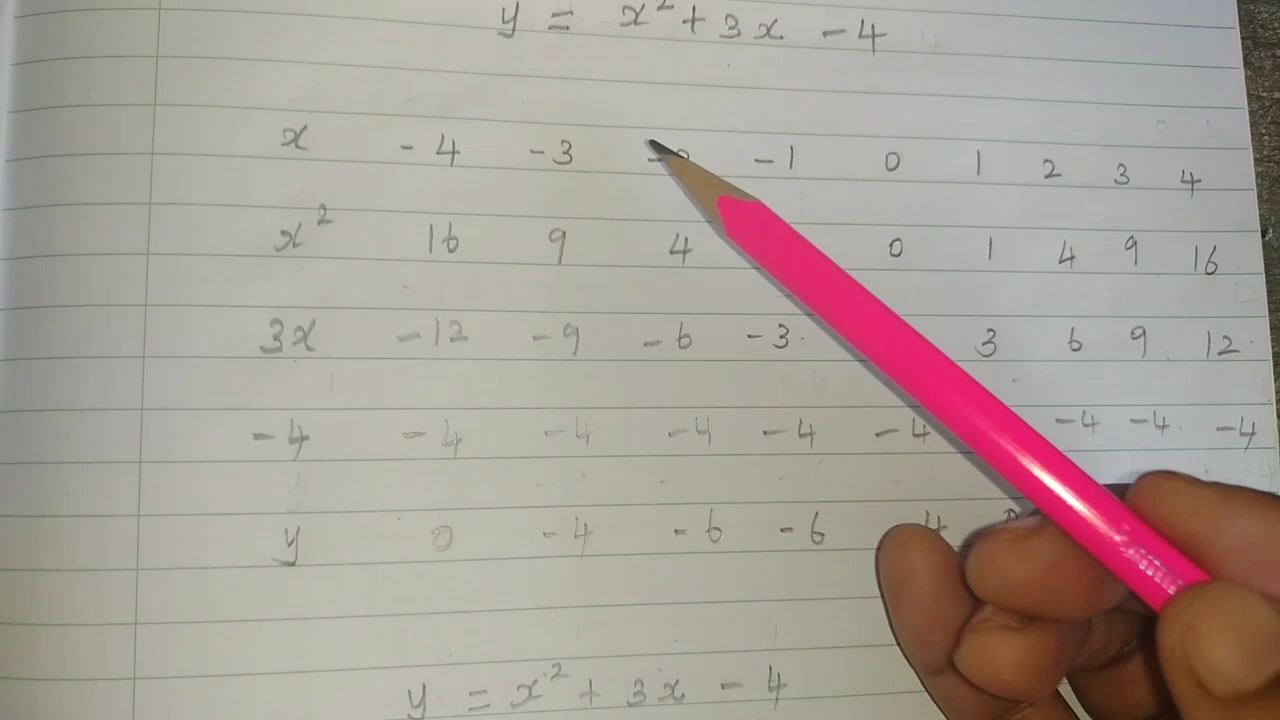 y = x² + 3x - 4
x -4 -3 -1 0 1 2 3 4
x² 16 9 4 0 1 4 9 16
3x -12 -9 -6 -3 3 6 9 12
-4 -4 -4 -4 -4 -4 -4 -4 -4
y 0 -4 -6 -6 4
y = x² + 3x - 4